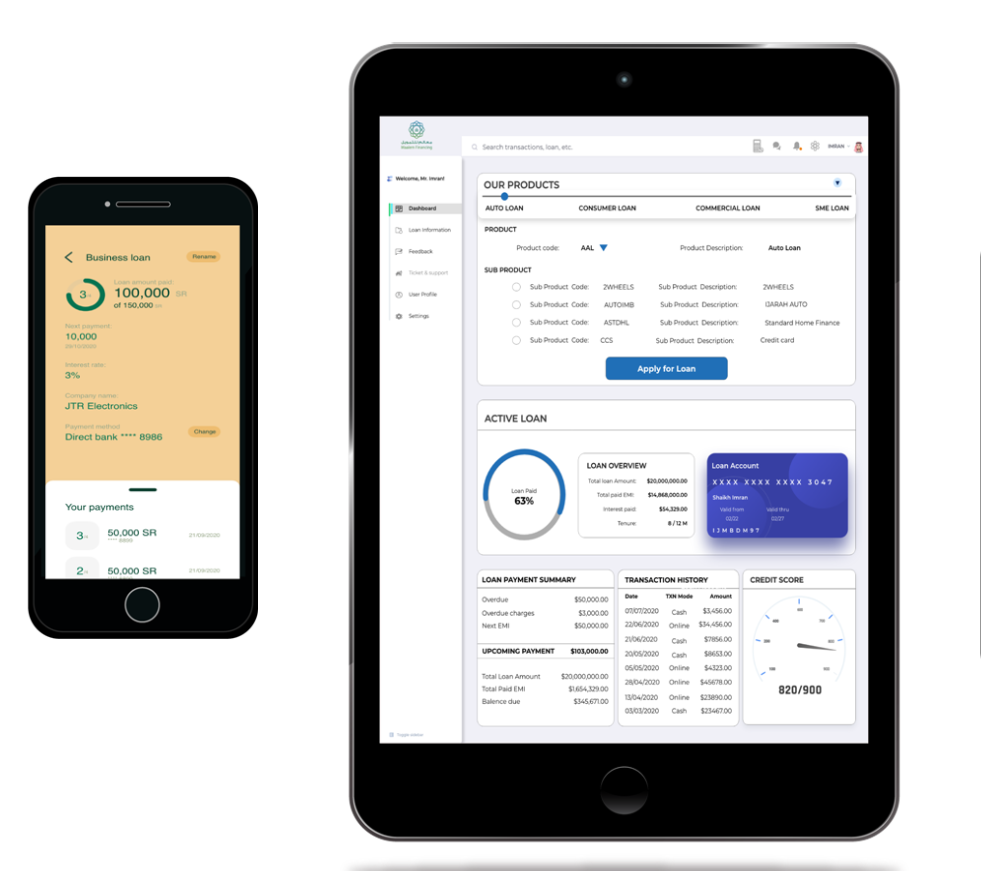 Business loan
Rename
3
Loan amount paid
100,000 SR
of 150,000 SR
Next payment:
10,000
Interest rate:
3%
Company name:
JTR Electronics
Payment method
Direct bank **** 8986
Change
Your payments
3
50,000 SR
21/09/2020
2
50,000 SR
21/09/2020
Search transactions, loan, etc..
IMRAN
Welcome, Mr. Imran!
Dashboard
Loan Information
Feedback
Ticket & support
User Profile
Settings
Toggle sidebar
OUR PRODUCTS
AUTO LOAN CONSUMER LOAN COMMERCIAL LOAN SME LOAN
PRODUCT
Product code: AAL Product Description: Auto Loan
SUB PRODUCT
Sub Product Code: 2WHEELS Sub Product Description: 2WHEELS
Sub Product Code: AUTOIMB Sub Product Description: IJARAH AUTO
Sub Product Code: ASTDHL Sub Product Description: Standard Home Finance
Sub Product Code: CCS Sub Product Description: Credit card
Apply for Loan
ACTIVE LOAN
Loan Paid
63%
LOAN OVERVIEW
Total loan Amount: $20,000,000.00
Total paid EMI: $14,868,000.00
Interest paid: $54,329.00
Tenure: 8 / 12 M
Loan Account
XXXX XXXX XXXX 3047
Shaikh Imran
Valid from Valid thru
02/02 02/27
IJMBDM97
LOAN PAYMENT SUMMARY
Overdue $50,000.00
Overdue charges $3,000.00
Next EMI $50,000.00
UPCOMING PAYMENT $103,000.00
Total Loan Amount $20,000,000.00
Total Paid EMI $1,654,329.00
Balence due $345,671.00
TRANSACTION HISTORY
Date TXN Mode Amount
07/07/2020 Cash $3,456.00
22/06/2020 Online $34,456.00
21/06/2020 Cash $7856.00
20/05/2020 Cash $8653.00
05/05/2020 Online $4323.00
28/04/2020 Online $45678.00
13/04/2020 Online $23890.00
03/03/2020 Cash $23467.00
CREDIT SCORE
820/900